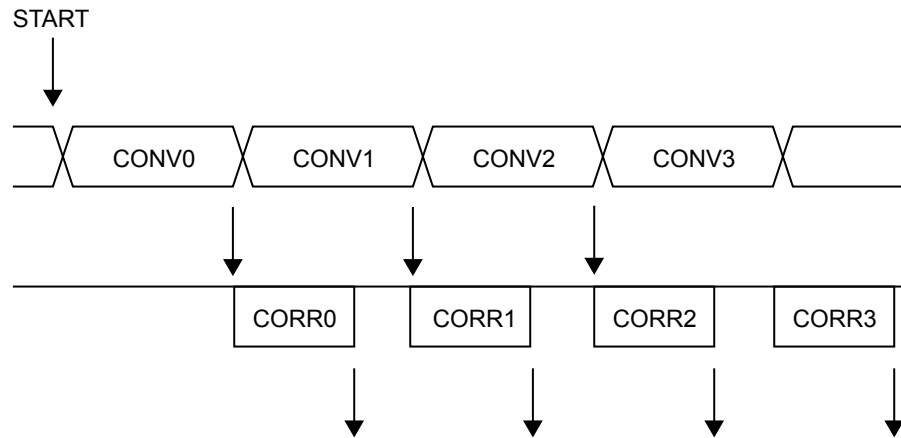 START
CONV0 CONV1 CONV2 CONV3
CORR0 CORR1 CORR2 CORR3